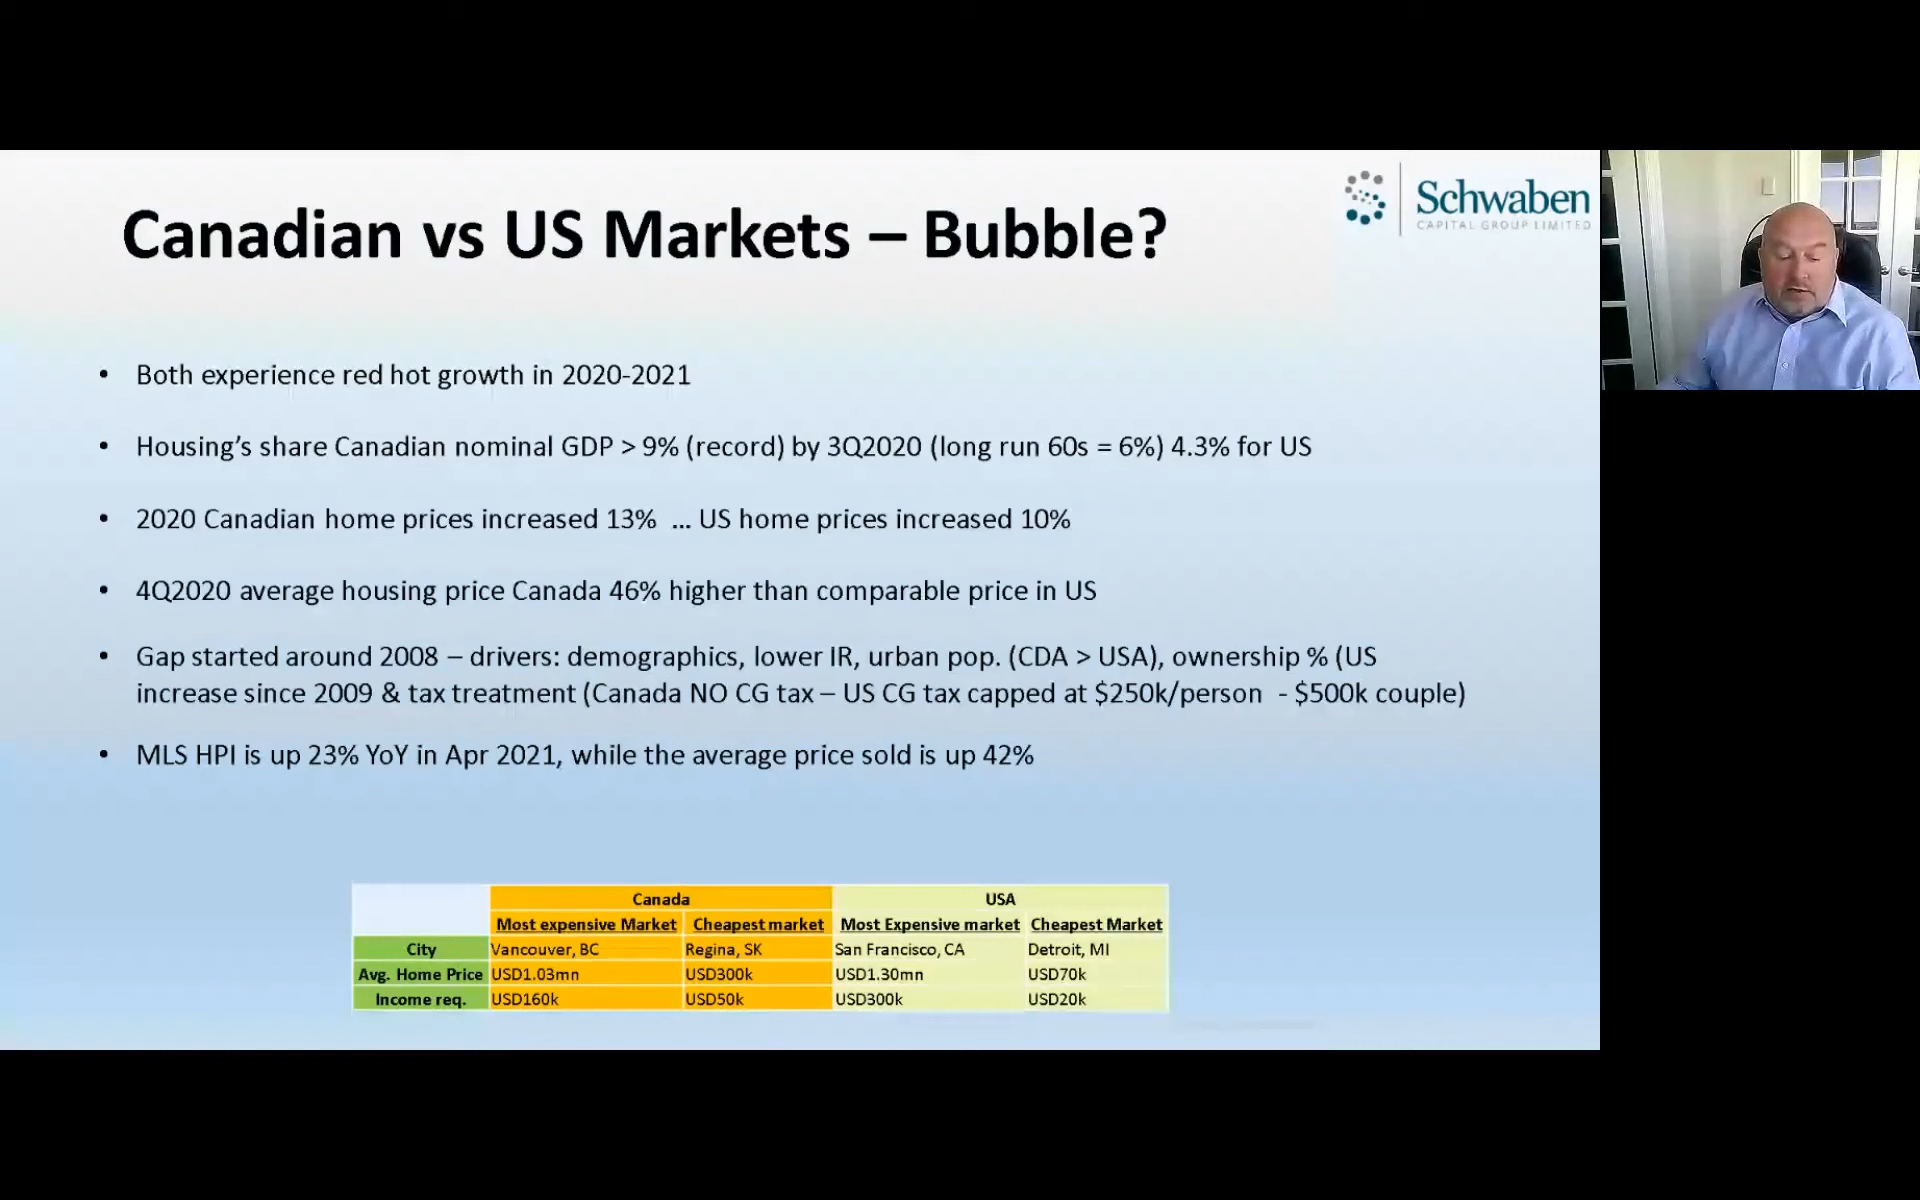 Canadian vs US Markets – Bubble?
Schwaben
CAPITAL GROUP LIMITED
• Both experience red hot growth in 2020-2021
• Housing’s share Canadian nominal GDP > 9% (record) by 3Q2020 (long run 60s = 6%) 4.3% for US
• 2020 Canadian home prices increased 13% ... US home prices increased 10%
• 4Q2020 average housing price Canada 46% higher than comparable price in US
• Gap started around 2008 – drivers: demographics, lower IR, urban pop. (CDA > USA), ownership % (US
increase since 2009 & tax treatment (Canada NO CG tax – US CG tax capped at $250k/person - $500k couple)
• MLS HPI is up 23% YoY in Apr 2021, while the average price sold is up 42%
Canada USA
Most expensive Market Cheapest market Most Expensive market Cheapest Market
City Vancouver, BC Regina, SK San Francisco, CA Detroit, MI
Avg. Home Price USD1.03mn USD300k USD1.30mn USD70k
Income req. USD160k USD50k USD300k USD20k